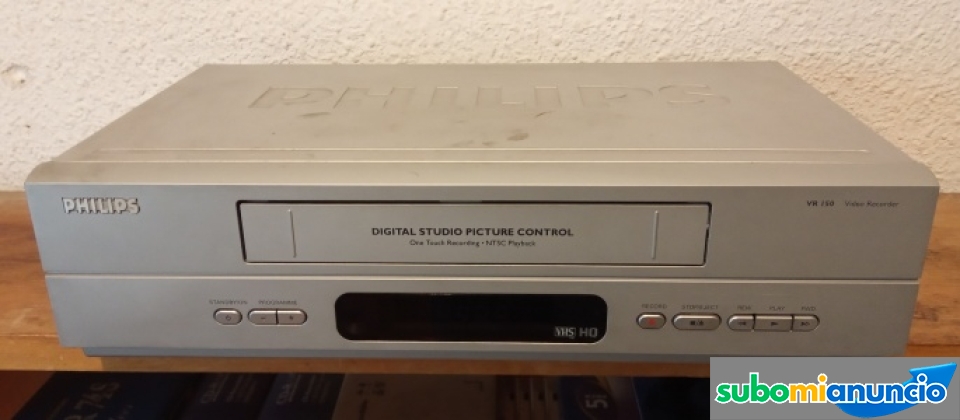 PHILIPS
PHILIPS
VR 150 Video Recorder
DIGITAL STUDIO PICTURE CONTROL
One Touch Recording • NTSC Playback
STANDBY/ON PROGRAMME
RECORD STOP/EJECT REW PLAY FWD
VHS HQ
subomianuncio